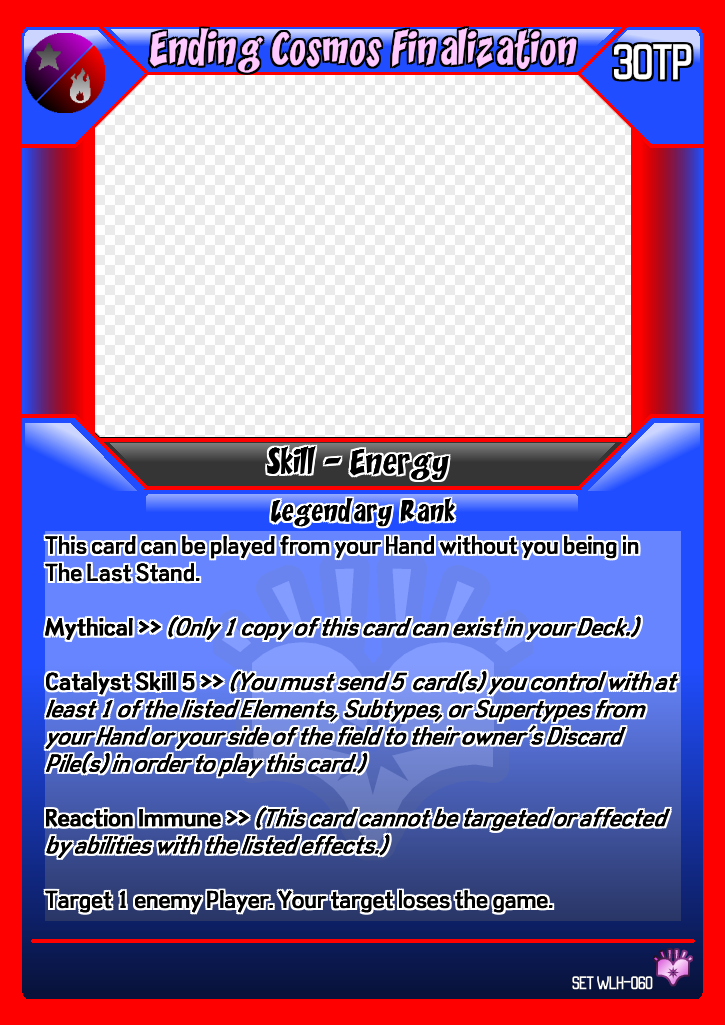 Ending Cosmos Finalization
30TP
Skill - Energy
Legendary Rank
This card can be played from your Hand without you being in
The Last Stand.
Mythical >> (Only 1 copy of this card can exist in your Deck.)
Catalyst Skill 5 >> (You must send 5 card(s) you control with at
least 1 of the listed Elements, Subtypes, or Supertypes from
your Hand or your side of the field to their owner's Discard
Pile(s) in order to play this card.)
Reaction Immune >> (This card cannot be targeted or affected
by abilities with the listed effects.)
Target 1 enemy Player. Your target loses the game.
SET WLH-060